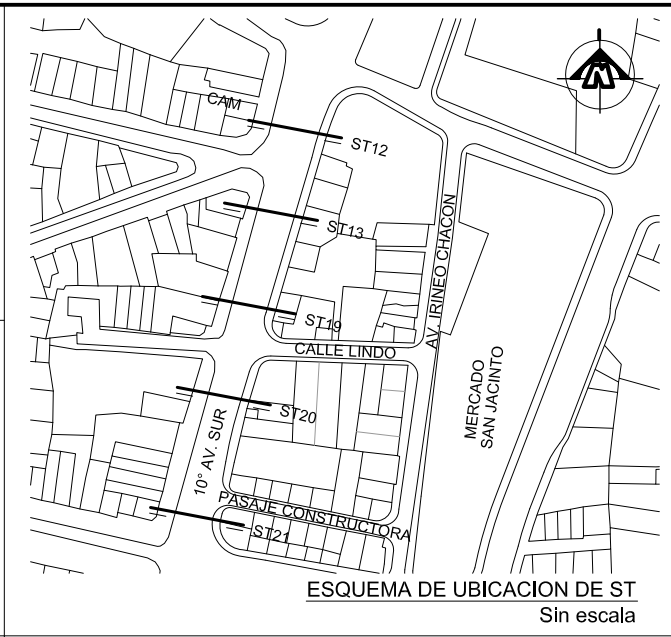 CAM
ST12
ST13
AV. IRINEO CHACON
ST19
CALLE LINDO
MERCADO
SAN JACINTO
ST20
10° AV. SUR
PASAJE CONSTRUCTORA
ST21
N
ESQUEMA DE UBICACION DE ST
Sin escala